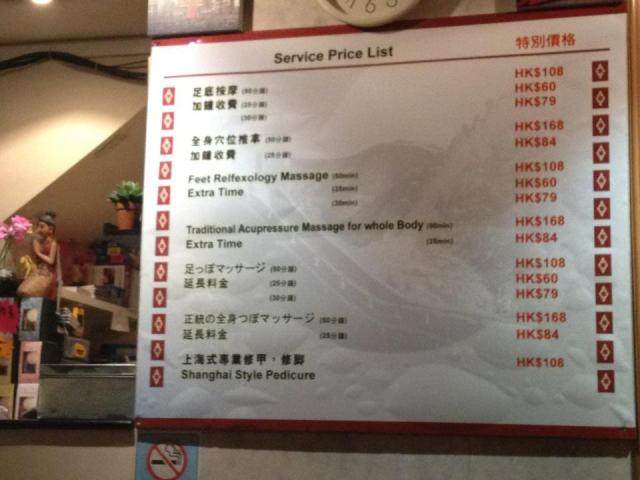 Service Price List 特別價格
足底按摩 (50分鐘) HK$108
加鐘收費 (25分鐘) HK$60
(30分鐘) HK$79
全身穴位推拿 (50分鐘) HK$168
加鐘收費 (25分鐘) HK$84
Feet Relfexology Massage (50min) HK$108
Extra Time (25min) HK$60
(30min) HK$79
Traditional Acupressure Massage for whole Body (50min) HK$168
Extra Time (25min) HK$84
足っぽマッサージ (50分鐘) HK$108
延長料金 (25分鐘) HK$60
(30分鐘) HK$79
正統の全身つぼマッサージ (50分鐘) HK$168
延長料金 (25分鐘) HK$84
上海式專業修甲，修脚 HK$108
Shanghai Style Pedicure